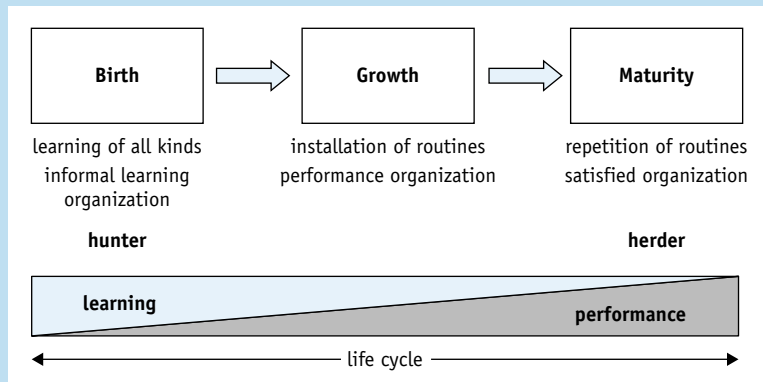 Birth
Growth
Maturity
learning of all kinds
informal learning
organization
installation of routines
performance organization
repetition of routines
satisfied organization
hunter
herder
learning
performance
life cycle